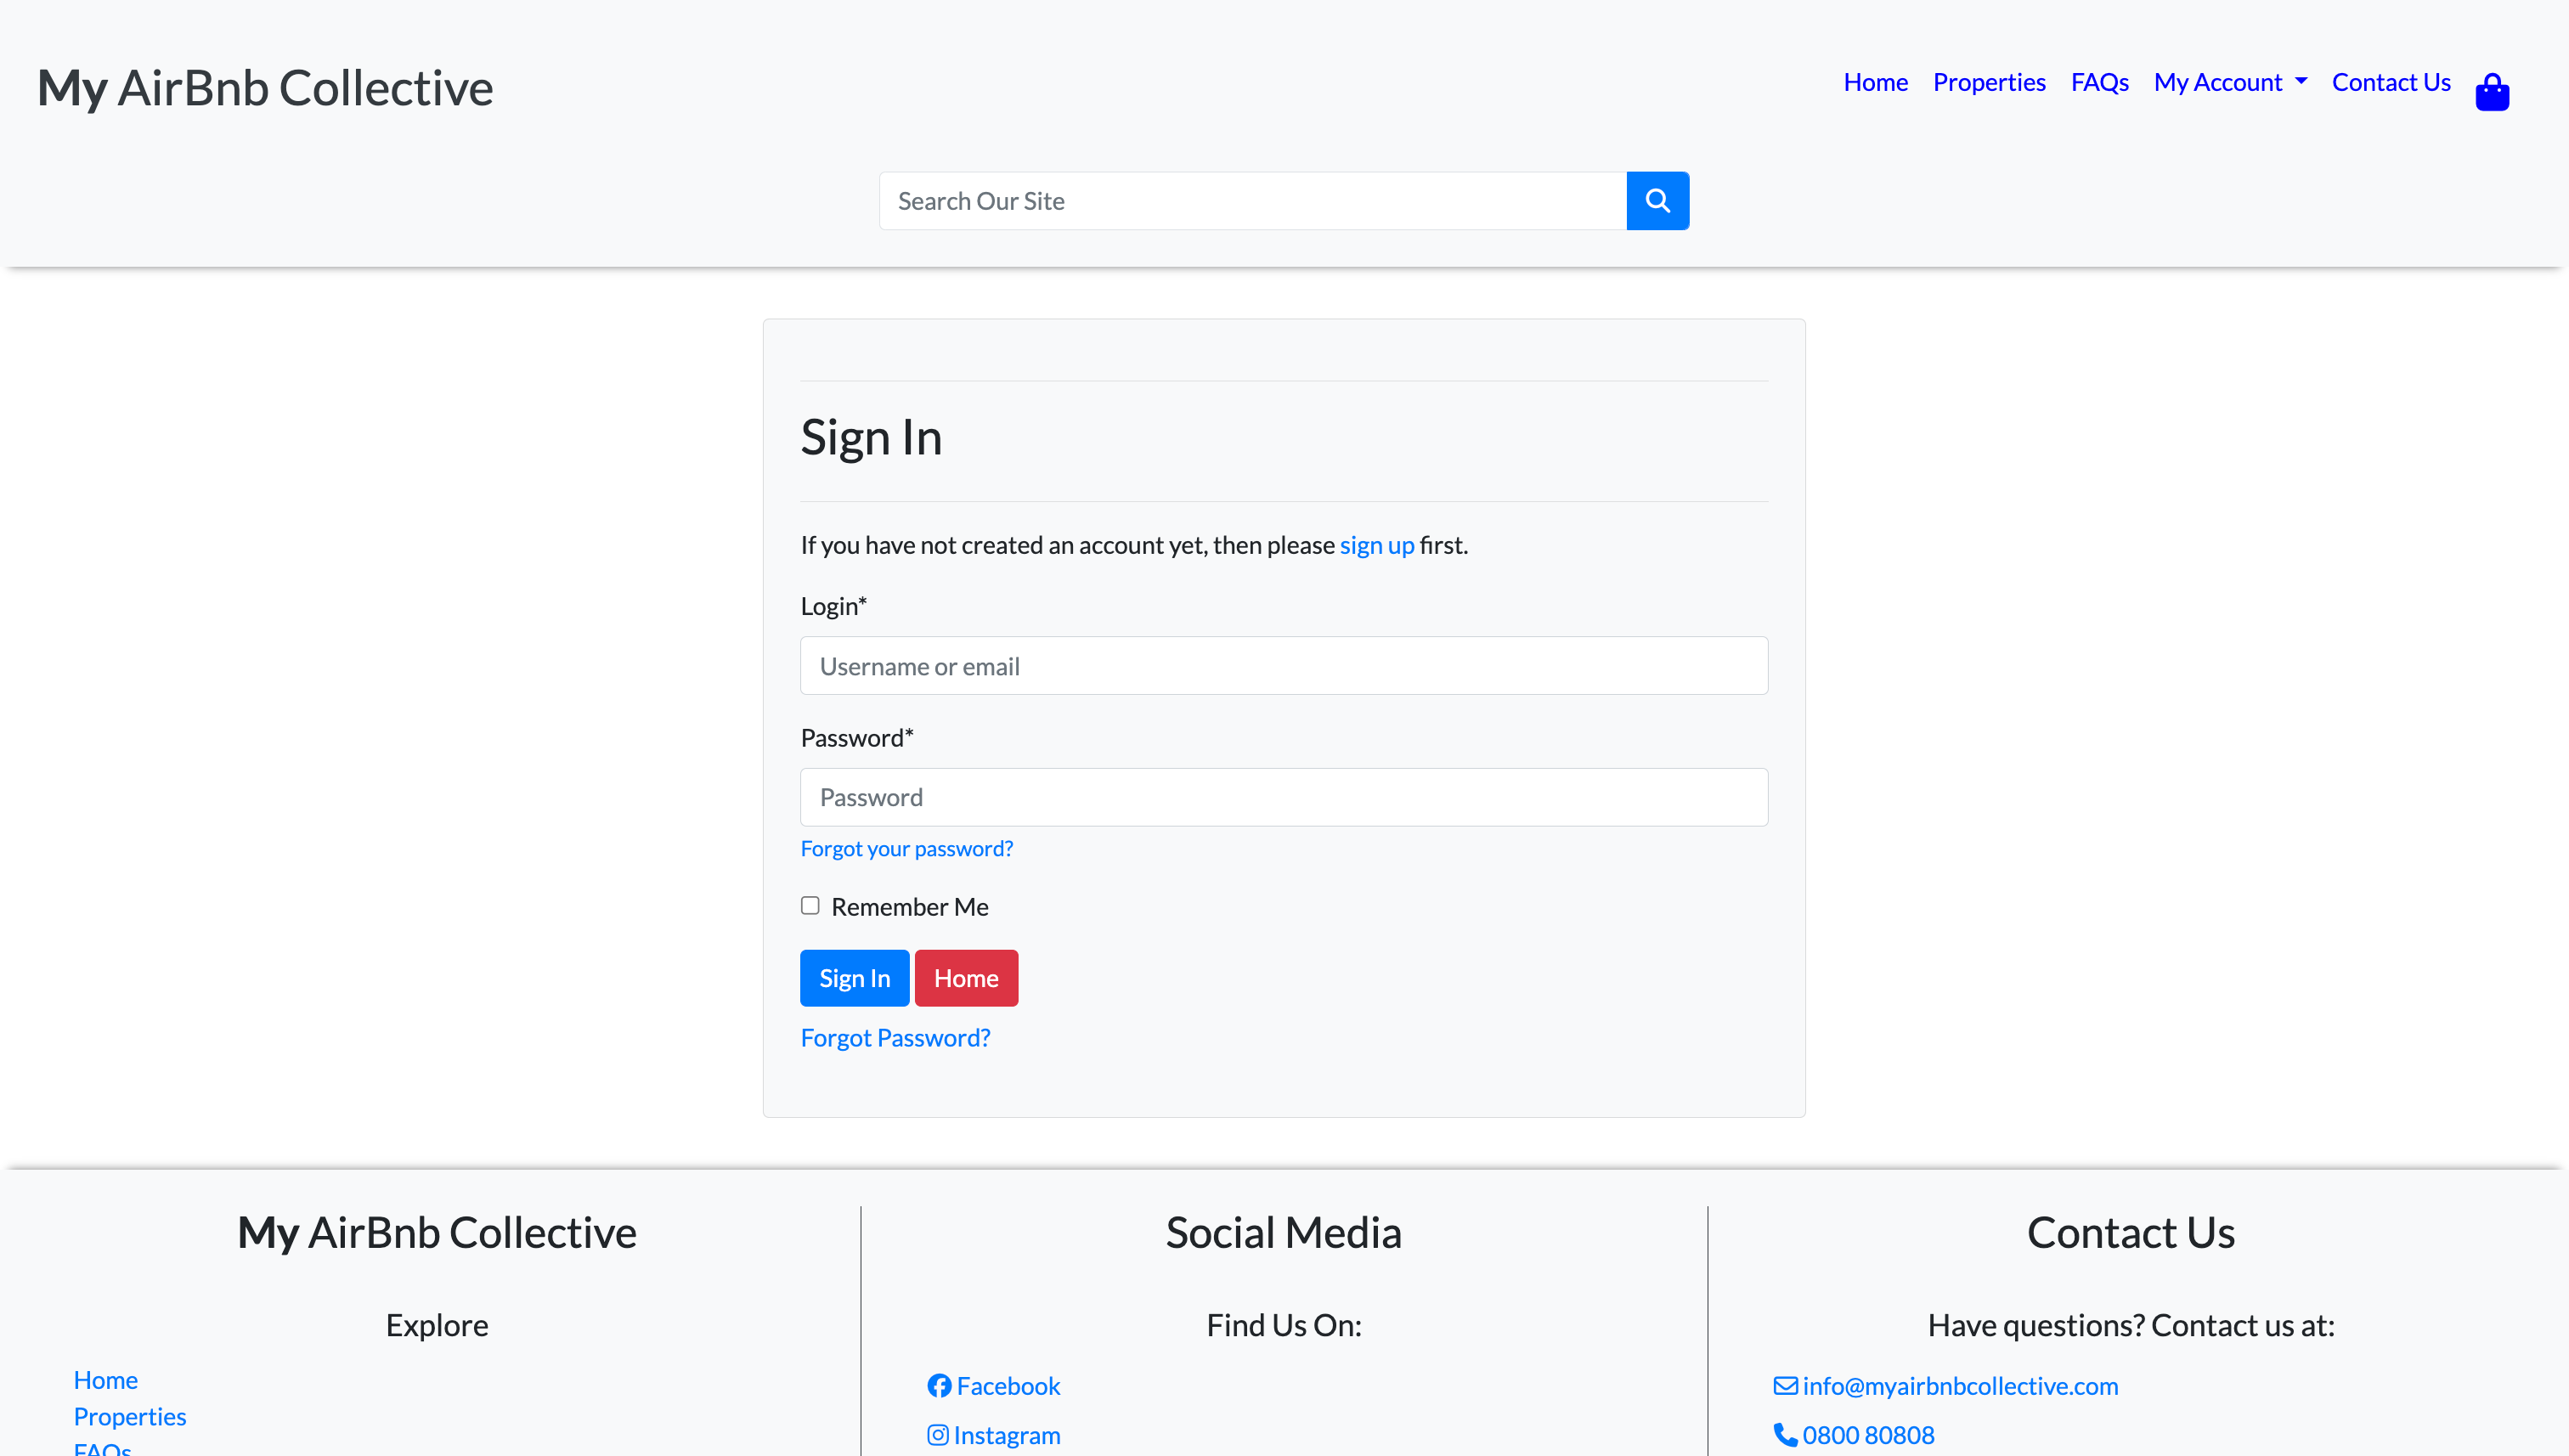 My AirBnb Collective
Home Properties FAQs My Account Contact Us
Search Our Site
Sign In
If you have not created an account yet, then please sign up first.
Login*
Username or email
Password*
Password
Forgot your password?
Remember Me
Sign In Home
Forgot Password?
My AirBnb Collective
Explore
Home
Properties
FAQs
Social Media
Find Us On:
Facebook
Instagram
Contact Us
Have questions? Contact us at:
info@myairbnbcollective.com
0800 80808